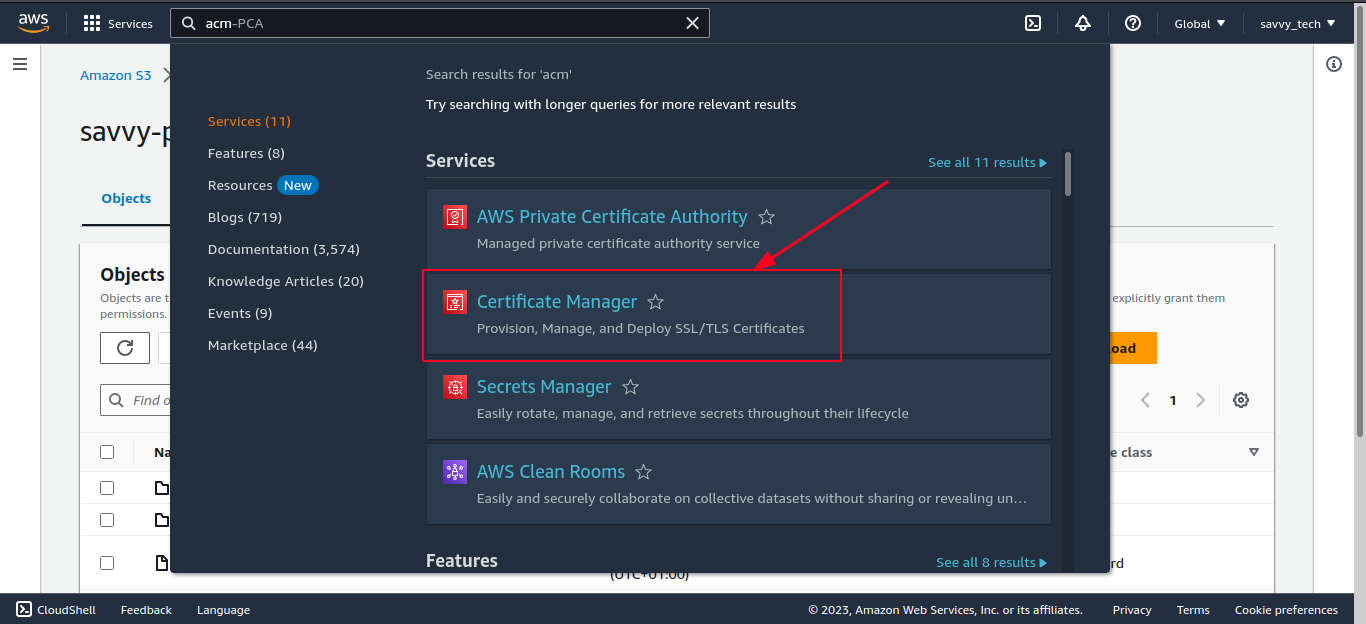 aws
Services
acm-PCA
Global
savvy_tech
Amazon S3
savvy-p
Objects
Objects
Objects are t
permissions.
Find o
Na
Search results for 'acm'
Try searching with longer queries for more relevant results
Services (11)
Features (8)
Resources New
Blogs (719)
Documentation (3,574)
Knowledge Articles (20)
Events (9)
Marketplace (44)
Services
See all 11 results
AWS Private Certificate Authority
Managed private certificate authority service
Certificate Manager
Provision, Manage, and Deploy SSL/TLS Certificates
Secrets Manager
Easily rotate, manage, and retrieve secrets throughout their lifecycle
AWS Clean Rooms
Easily and securely collaborate on collective datasets without sharing or revealing un...
Features
See all 8 results
explicitly grant them
oad
1
e class
rd
(UTC+01:00)
CloudShell
Feedback
Language
© 2023, Amazon Web Services, Inc. or its affiliates.
Privacy
Terms
Cookie preferences